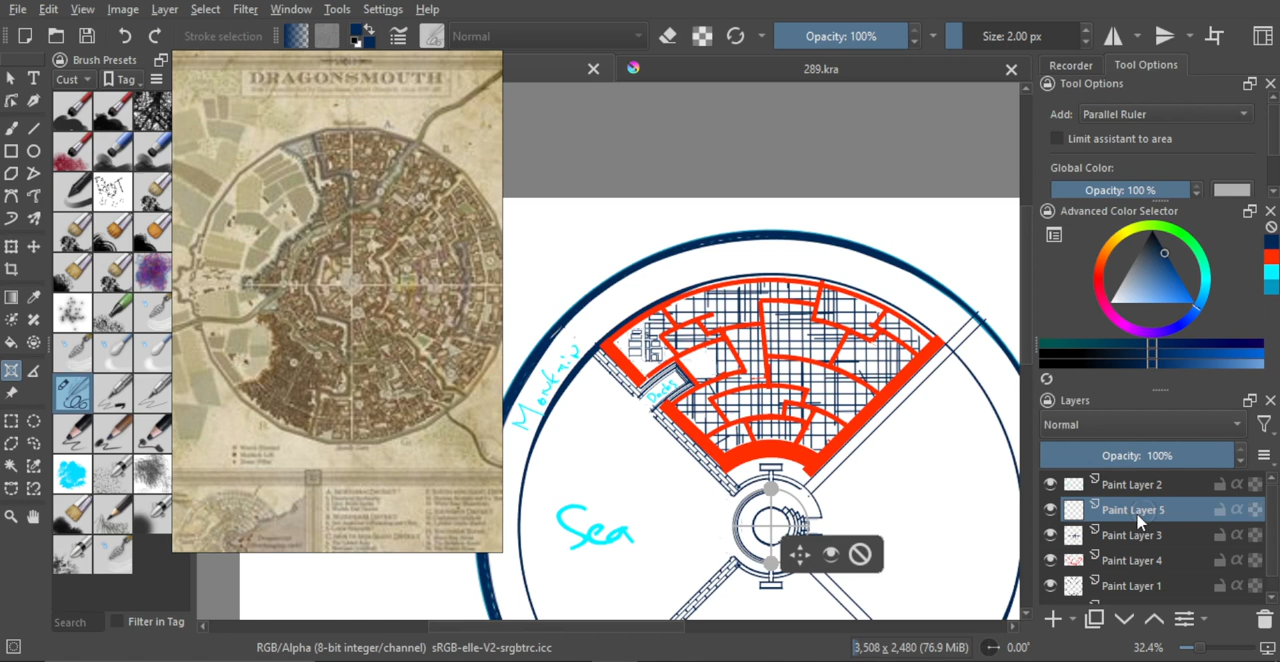 File Edit View Image Layer Select Filter Window Tools Settings Help
Stroke selection
Normal
Opacity: 100%
Size: 2.00 px
Brush Presets
Cust
Tag
DRAGONSMOUTH
289.kra
Recorder
Tool Options
Tool Options
Add: Parallel Ruler
Limit assistant to area
Global Color:
Opacity: 100 %
Advanced Color Selector
Layers
Normal
Opacity: 100%
Paint Layer 2
Paint Layer 5
Paint Layer 3
Paint Layer 4
Paint Layer 1
Mountain
Docks
Sea
Search
Filter in Tag
RGB/Alpha (8-bit integer/channel) sRGB-elle-V2-srgbtrc.icc
3,508 x 2,480 (76.9 MiB)
0.00°
32.4%